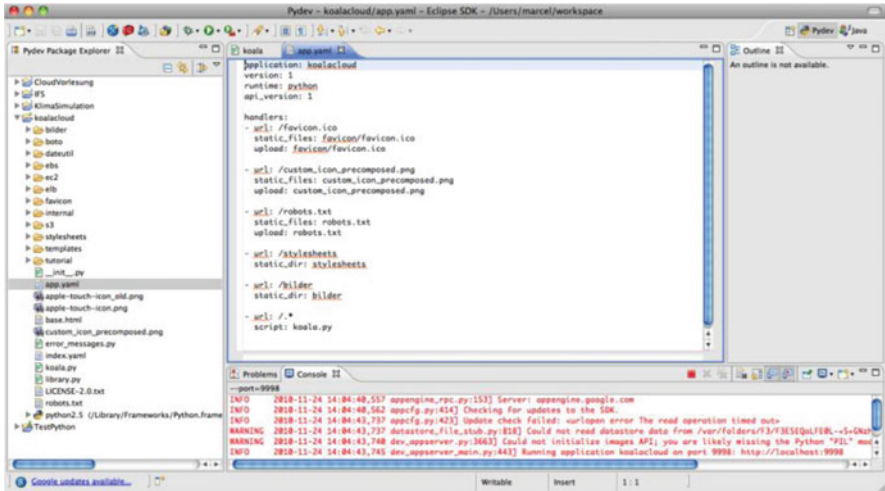 Pydev - koalacloud/app.yaml - Eclipse SDK - /Users/marcel/workspace
Pydev Java
Pydev Package Explorer
CloudVorlesung
IFS
KlimaSimulation
koalacloud
bilder
boto
dateutil
ebs
ec2
elb
favicon
internal
s3
stylesheets
templates
tutorial
__init__.py
app.yaml
apple-touch-icon_old.png
apple-touch-icon.png
base.html
custom_icon_precomposed.png
error_messages.py
index.yaml
koala.py
library.py
LICENSE-2.0.txt
robots.txt
python2.5 (/Library/Frameworks/Python.frame
TestPython
koala app.yaml
application: koalacloud
version: 1
runtime: python
api_version: 1
handlers:
- url: /favicon.ico
static_files: favicon/favicon.ico
upload: favicon/favicon.ico
- url: /custom_icon_precomposed.png
static_files: custom_icon_precomposed.png
upload: custom_icon_precomposed.png
- url: /robots.txt
static_files: robots.txt
upload: robots.txt
- url: /stylesheets
static_dir: stylesheets
- url: /bilder
static_dir: bilder
- url: /.*
script: koala.py
Outline
An outline is not available.
Problems Console
--port=9998
INFO 2010-11-24 14:04:40,557 appengine_rpc.py:153] Server: appengine.google.com
INFO 2010-11-24 14:04:40,562 appcfg.py:414] Checking for updates to the SDK.
INFO 2010-11-24 14:04:43,737 appcfg.py:423] Update check failed: <urlopen error The read operation timed out>
WARNING 2010-11-24 14:04:43,737 datastore_file_stub.py:818] Could not read datastore data from
WARNING 2010-11-24 14:04:43,740 dev_appserver.py:3663] Could not initialize images API; you are likely missing the Python "PIL" mod
INFO 2010-11-24 14:04:43,745 dev_appserver_main.py:443] Running application koalacloud on port 9998: http://localhost:9998
Google updates available...
Writable Insert 1 : 1